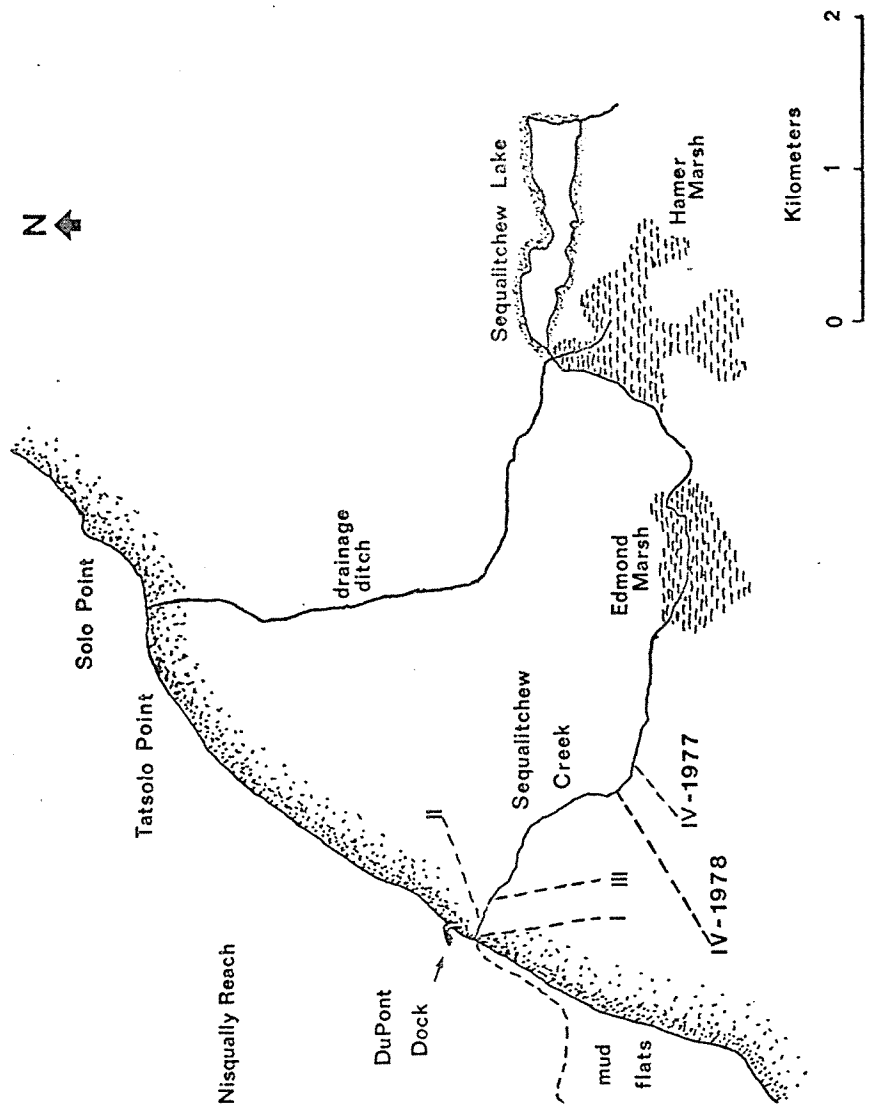 N
Solo Point
Tatsolo Point
drainage
ditch
Sequalitchew Lake
Hamer
Marsh
Edmond
Marsh
Sequalitchew
Creek
Nisqually Reach
DuPont
Dock
mud
flats
II
III
I
IV-1977
IV-1978
Kilometers
0 1 2